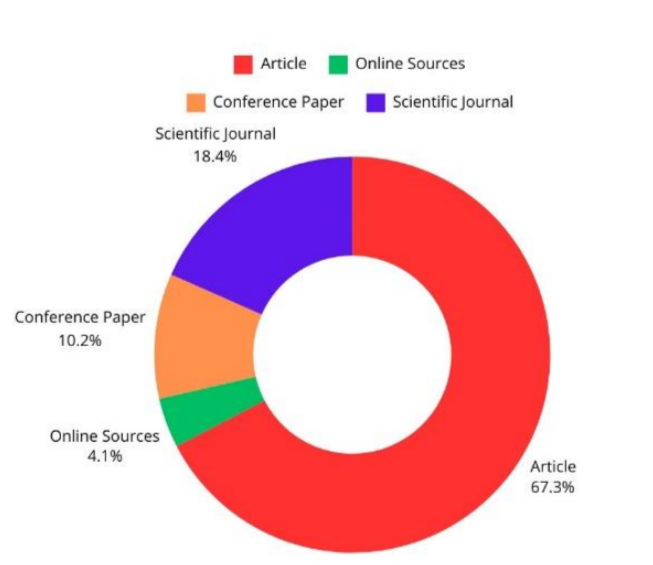 Article Online Sources
Conference Paper Scientific Journal
Scientific Journal
18.4%
Conference Paper
10.2%
Online Sources
4.1%
Article
67.3%